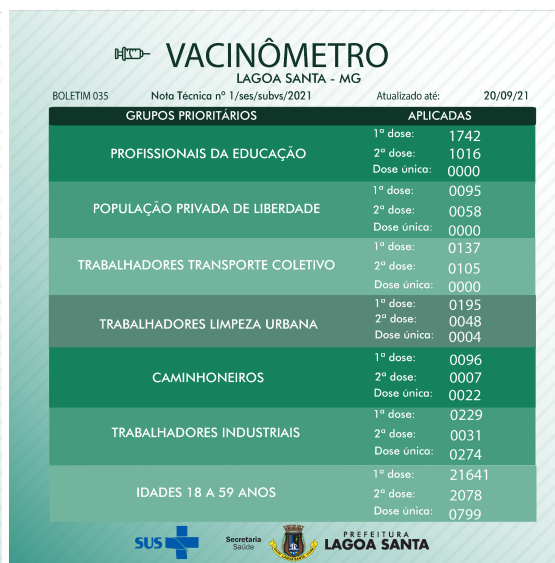 VACINÔMETRO
LAGOA SANTA - MG
BOLETIM 035 Nota Técnica nº 1/ses/subvs/2021 Atualizado até: 20/09/21
GRUPOS PRIORITÁRIOS APLICADAS
1ª dose: 1742
PROFISSIONAIS DA EDUCAÇÃO 2ª dose: 1016
Dose única: 0000
1ª dose: 0095
POPULAÇÃO PRIVADA DE LIBERDADE 2ª dose: 0058
Dose única: 0000
1ª dose: 0137
TRABALHADORES TRANSPORTE COLETIVO 2ª dose: 0105
Dose única: 0000
1ª dose: 0195
TRABALHADORES LIMPEZA URBANA 2ª dose: 0048
Dose única: 0004
1ª dose: 0096
CAMINHONEIROS 2ª dose: 0007
Dose única: 0022
1ª dose: 0229
TRABALHADORES INDUSTRIAIS 2ª dose: 0031
Dose única: 0274
1ª dose: 21641
IDADES 18 A 59 ANOS 2ª dose: 2078
Dose única: 0799
SUS
Secretaria
Saúde
PREFEITURA
LAGOA SANTA